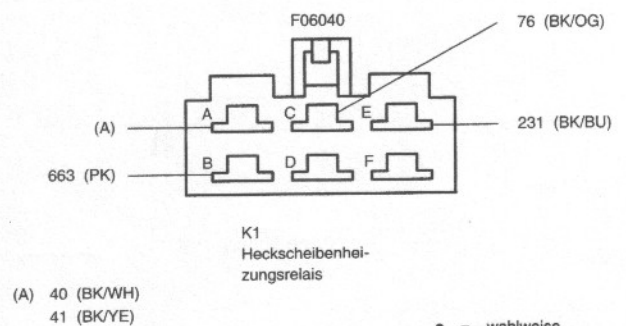 F06040
76 (BK/OG)
A C E
(A)
231 (BK/BU)
B D F
663 (PK)
K1
Heckscheibenhei-
zungsrelais
(A) 40 (BK/WH)
41 (BK/YE)
wahlweise